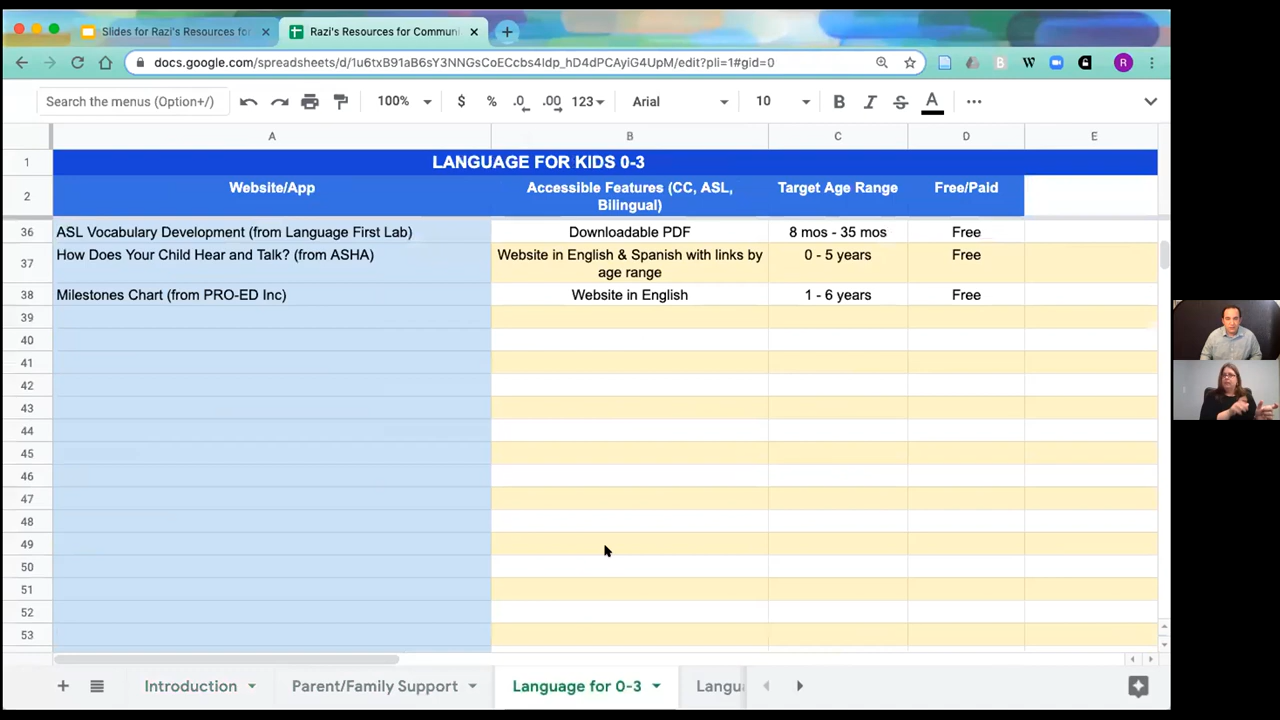 Slides for Razi's Resources for
Razi's Resources for Communi
docs.google.com/spreadsheets/d/1u6txB91aB6sY3NNGsCoECcbs4Idp_hD4dPCAyiG4UpM/edit?pli=1#gid=0
Search the menus (Option+/)
100% $ % .0 .00 123 Arial 10 B I S A
A B C D E
1 LANGUAGE FOR KIDS 0-3
2 Website/App Accessible Features (CC, ASL, Bilingual) Target Age Range Free/Paid
36 ASL Vocabulary Development (from Language First Lab) Downloadable PDF 8 mos - 35 mos Free
37 How Does Your Child Hear and Talk? (from ASHA) Website in English & Spanish with links by age range 0 - 5 years Free
38 Milestones Chart (from PRO-ED Inc) Website in English 1 - 6 years Free
39
40
41
42
43
44
45
46
47
48
49
50
51
52
53
Introduction Parent/Family Support Language for 0-3 Langu